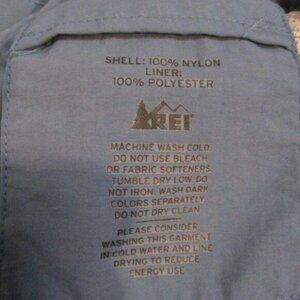 SHELL: 100% NYLON
LINER:
100% POLYESTER
REI
MACHINE WASH COLD.
DO NOT USE BLEACH
OR FABRIC SOFTENERS.
TUMBLE DRY LOW. DO
NOT IRON. WASH DARK
COLORS SEPARATELY.
DO NOT DRY CLEAN.
PLEASE CONSIDER
WASHING THIS GARMENT
IN COLD WATER AND LINE
DRYING TO REDUCE
ENERGY USE